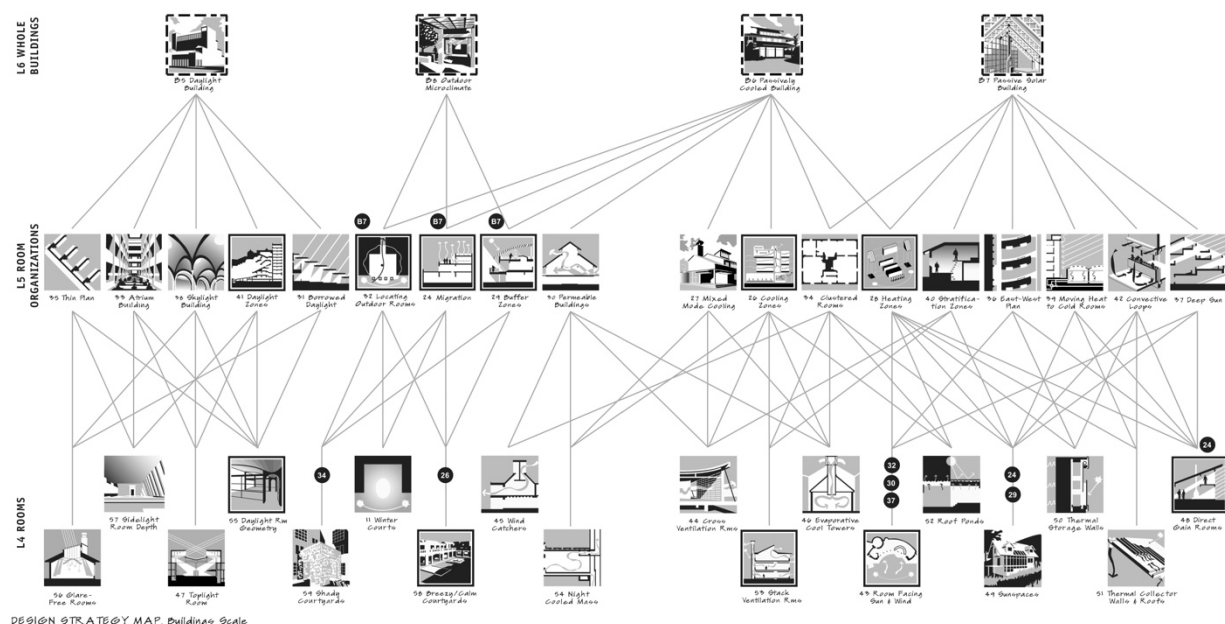 L6 WHOLE
BUILDINGS
B5 Daylight
Building
B8 Outdoor
Microclimate
B6 Passively
Cooled Building
B7 Passive Solar
Building
L5 ROOM
ORGANIZATIONS
B7
B7
B7
35 Thin Plan
33 Atrium
Building
38 Skylight
Building
41 Daylight
Zones
31 Borrowed
Daylight
32 Locating
Outdoor Rooms
24 Migration
29 Buffer
Zones
30 Permeable
Buildings
27 Mixed
Mode Cooling
26 Cooling
Zones
34 Clustered
Rooms
28 Heating
Zones
40 Stratifica-
tion Zones
36 East-West
Plan
39 Moving Heat
to Cold Rooms
42 Convective
Loops
37 Deep Sun
L4 ROOMS
34
26
32
30
37
24
29
24
57 Sidelight
Room Depth
55 Daylight Rm
Geometry
11 Winter
Courts
45 Wind
Catchers
44 Cross
Ventilation Rms
46 Evaporative
Cool Towers
52 Roof Ponds
50 Thermal
Storage Walls
48 Direct
Gain Rooms
56 Glare-
Free Rooms
47 Toplight
Room
59 Shady
Courtyards
58 Breezy/Calm
Courtyards
54 Night
Cooled Mass
53 Stack
Ventilation Rms
43 Room Facing
Sun & Wind
49 Sunspaces
51 Thermal Collector
Walls & Roofs
DESIGN STRATEGY MAP, Buildings Scale